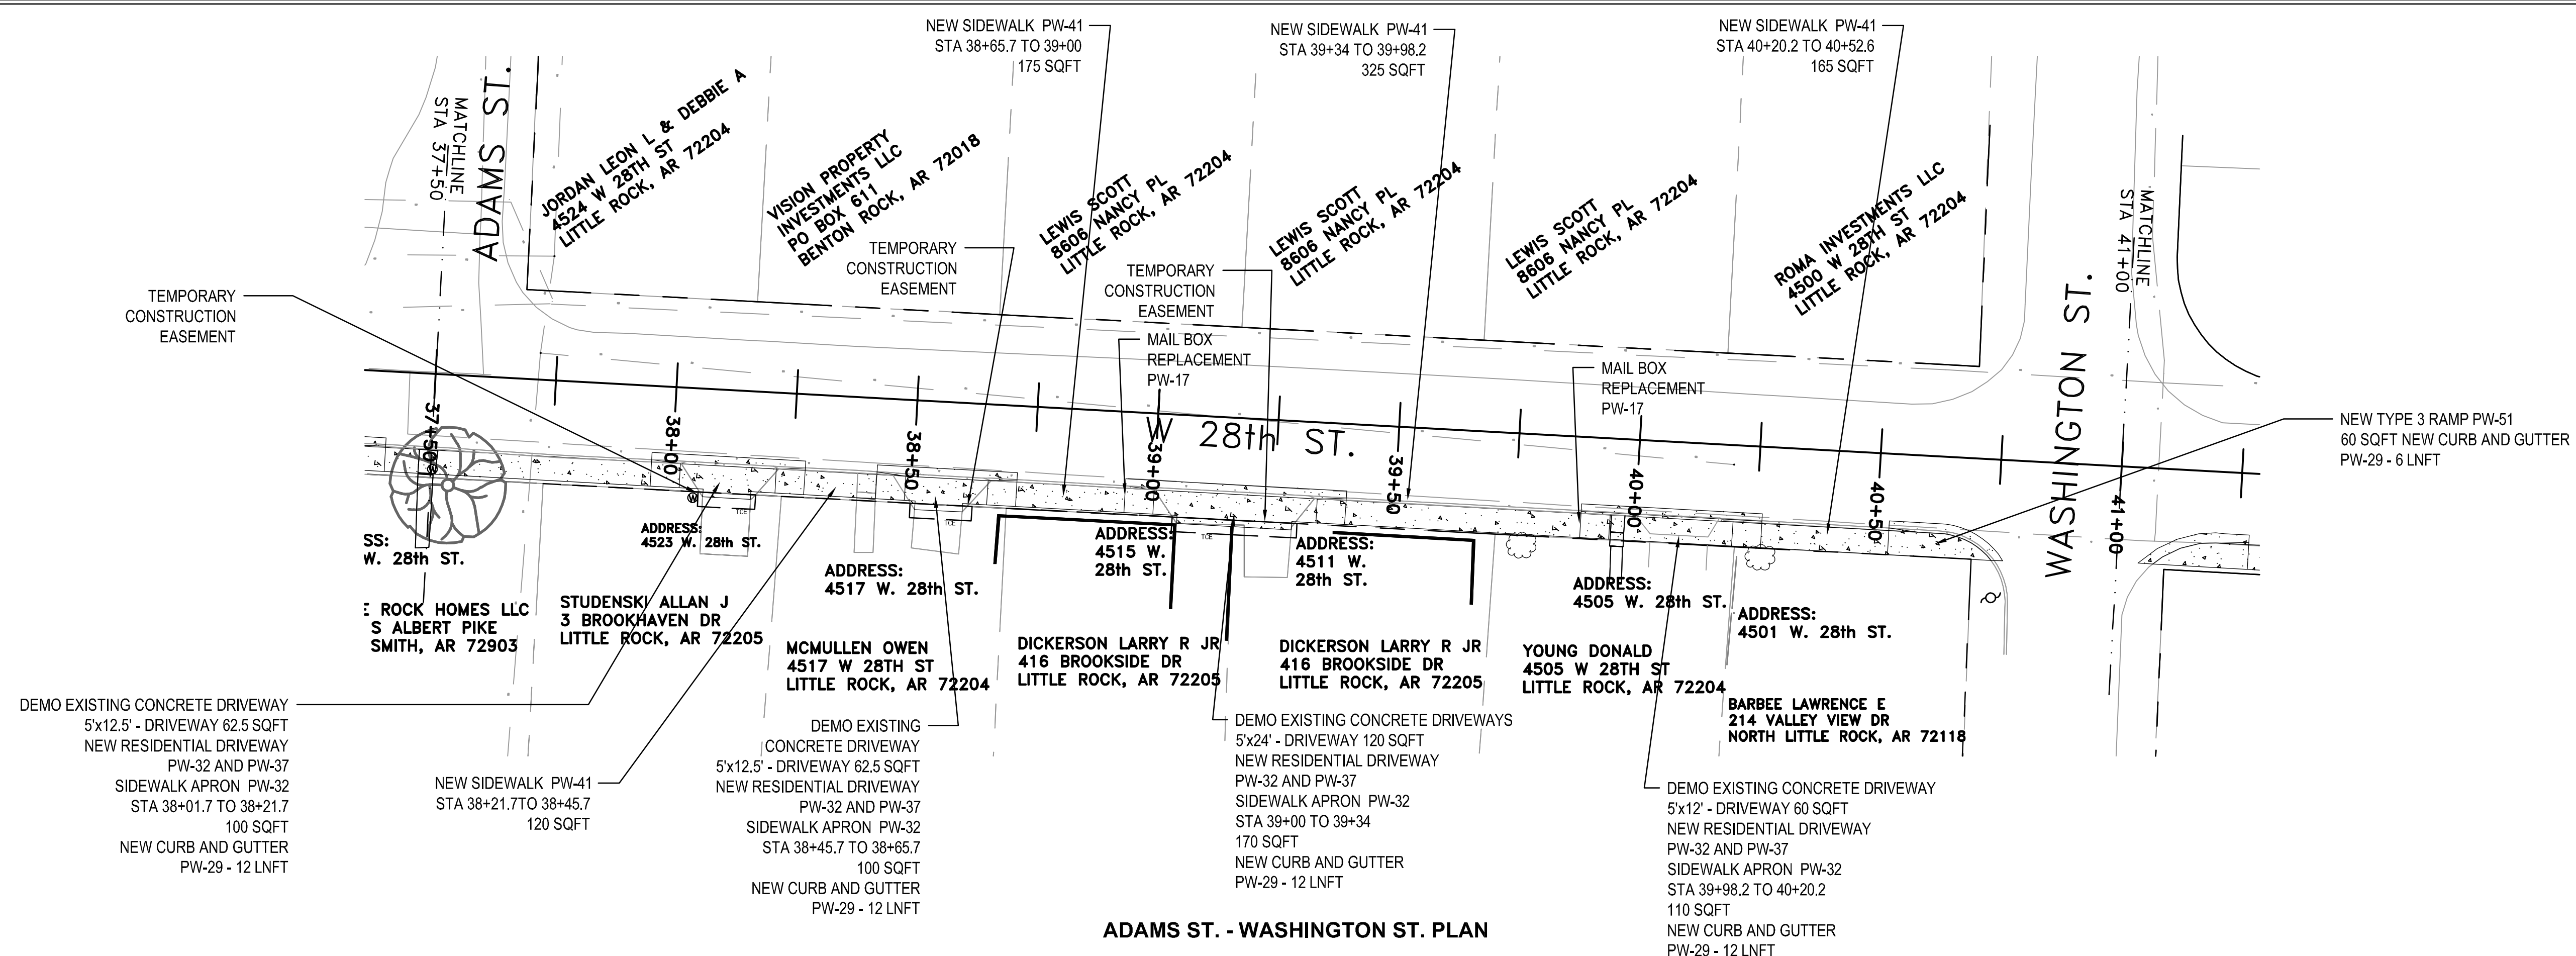 NEW SIDEWALK PW-41
STA 38+65.7 TO 39+00
175 SQFT
NEW SIDEWALK PW-41
STA 39+34 TO 39+98.2
325 SQFT
NEW SIDEWALK PW-41
STA 40+20.2 TO 40+52.6
165 SQFT
MATCHLINE
STA 37+50
ADAMS ST.
JORDAN LEON L & DEBBIE A
4524 W 28TH ST
LITTLE ROCK, AR 72204
VISION PROPERTY
INVESTMENTS LLC
PO BOX 611
BENTON ROCK, AR 72018
LEWIS SCOTT
8606 NANCY PL
LITTLE ROCK, AR 72204
LEWIS SCOTT
8606 NANCY PL
LITTLE ROCK, AR 72204
LEWIS SCOTT
8606 NANCY PL
LITTLE ROCK, AR 72204
ROMA INVESTMENTS LLC
4500 W 28TH ST
LITTLE ROCK, AR 72204
WASHINGTON ST.
MATCHLINE
STA 41+00
TEMPORARY
CONSTRUCTION
EASEMENT
TEMPORARY
CONSTRUCTION
EASEMENT
TEMPORARY
CONSTRUCTION
EASEMENT
MAIL BOX
REPLACEMENT
PW-17
MAIL BOX
REPLACEMENT
PW-17
NEW TYPE 3 RAMP PW-51
60 SQFT NEW CURB AND GUTTER
PW-29 - 6 LNFT
W 28th ST.
37+50
38+00
38+50
39+00
39+50
40+00
40+50
41+00
WASHINGTON ST.
W
TCE
TCE
TCE
SS:
W. 28th ST.
ADDRESS:
4523 W. 28th ST.
ADDRESS:
4517 W. 28th ST.
ADDRESS:
4515 W.
28th ST.
ADDRESS:
4511 W.
28th ST.
ADDRESS:
4505 W. 28th ST.
ADDRESS:
4501 W. 28th ST.
E ROCK HOMES LLC
S ALBERT PIKE
SMITH, AR 72903
STUDENSKI ALLAN J
3 BROOKHAVEN DR
LITTLE ROCK, AR 72205
MCMULLEN OWEN
4517 W 28TH ST
LITTLE ROCK, AR 72204
DICKERSON LARRY R JR
416 BROOKSIDE DR
LITTLE ROCK, AR 72205
DICKERSON LARRY R JR
416 BROOKSIDE DR
LITTLE ROCK, AR 72205
YOUNG DONALD
4505 W 28TH ST
LITTLE ROCK, AR 72204
BARBEE LAWRENCE E
214 VALLEY VIEW DR
NORTH LITTLE ROCK, AR 72118
DEMO EXISTING CONCRETE DRIVEWAY
5'x12.5' - DRIVEWAY 62.5 SQFT
NEW RESIDENTIAL DRIVEWAY
PW-32 AND PW-37
SIDEWALK APRON PW-32
STA 38+01.7 TO 38+21.7
100 SQFT
NEW CURB AND GUTTER
PW-29 - 12 LNFT
NEW SIDEWALK PW-41
STA 38+21.7TO 38+45.7
120 SQFT
DEMO EXISTING
CONCRETE DRIVEWAY
5'x12.5' - DRIVEWAY 62.5 SQFT
NEW RESIDENTIAL DRIVEWAY
PW-32 AND PW-37
SIDEWALK APRON PW-32
STA 38+45.7 TO 38+65.7
100 SQFT
NEW CURB AND GUTTER
PW-29 - 12 LNFT
DEMO EXISTING CONCRETE DRIVEWAYS
5'x24' - DRIVEWAY 120 SQFT
NEW RESIDENTIAL DRIVEWAY
PW-32 AND PW-37
SIDEWALK APRON PW-32
STA 39+00 TO 39+34
170 SQFT
NEW CURB AND GUTTER
PW-29 - 12 LNFT
DEMO EXISTING CONCRETE DRIVEWAY
5'x12' - DRIVEWAY 60 SQFT
NEW RESIDENTIAL DRIVEWAY
PW-32 AND PW-37
SIDEWALK APRON PW-32
STA 39+98.2 TO 40+20.2
110 SQFT
NEW CURB AND GUTTER
PW-29 - 12 LNFT
ADAMS ST. - WASHINGTON ST. PLAN